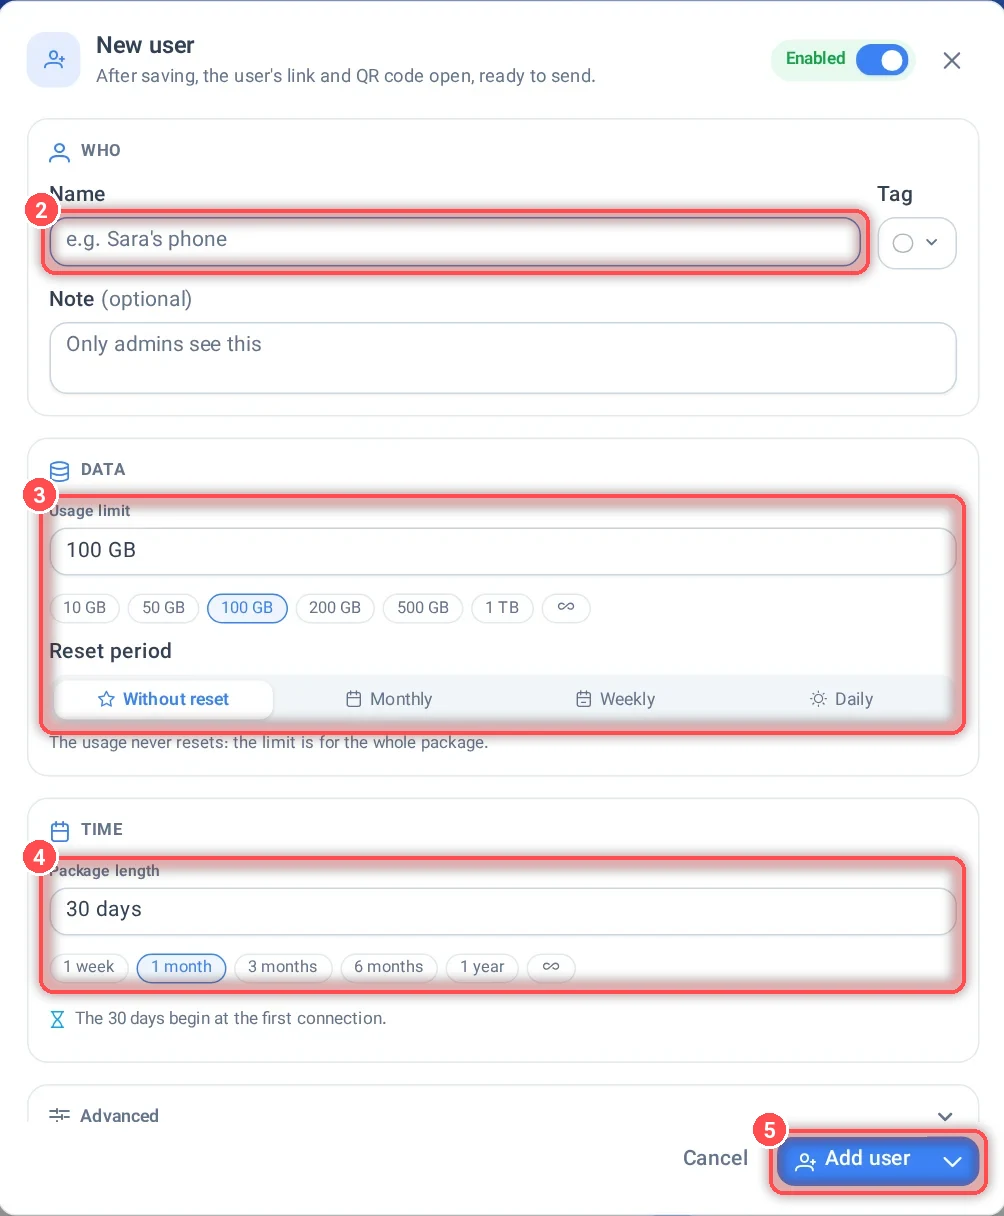 New user
After saving, the user's link and QR code open, ready to send.
Enabled
WHO
Name
Tag
2
e.g. Sara's phone
Note (optional)
Only admins see this
DATA
3
Usage limit
100 GB
10 GB 50 GB 100 GB 200 GB 500 GB 1 TB ∞
Reset period
Without reset Monthly Weekly Daily
The usage never resets: the limit is for the whole package.
TIME
4
Package length
30 days
1 week 1 month 3 months 6 months 1 year ∞
The 30 days begin at the first connection.
Advanced
5
Cancel Add user